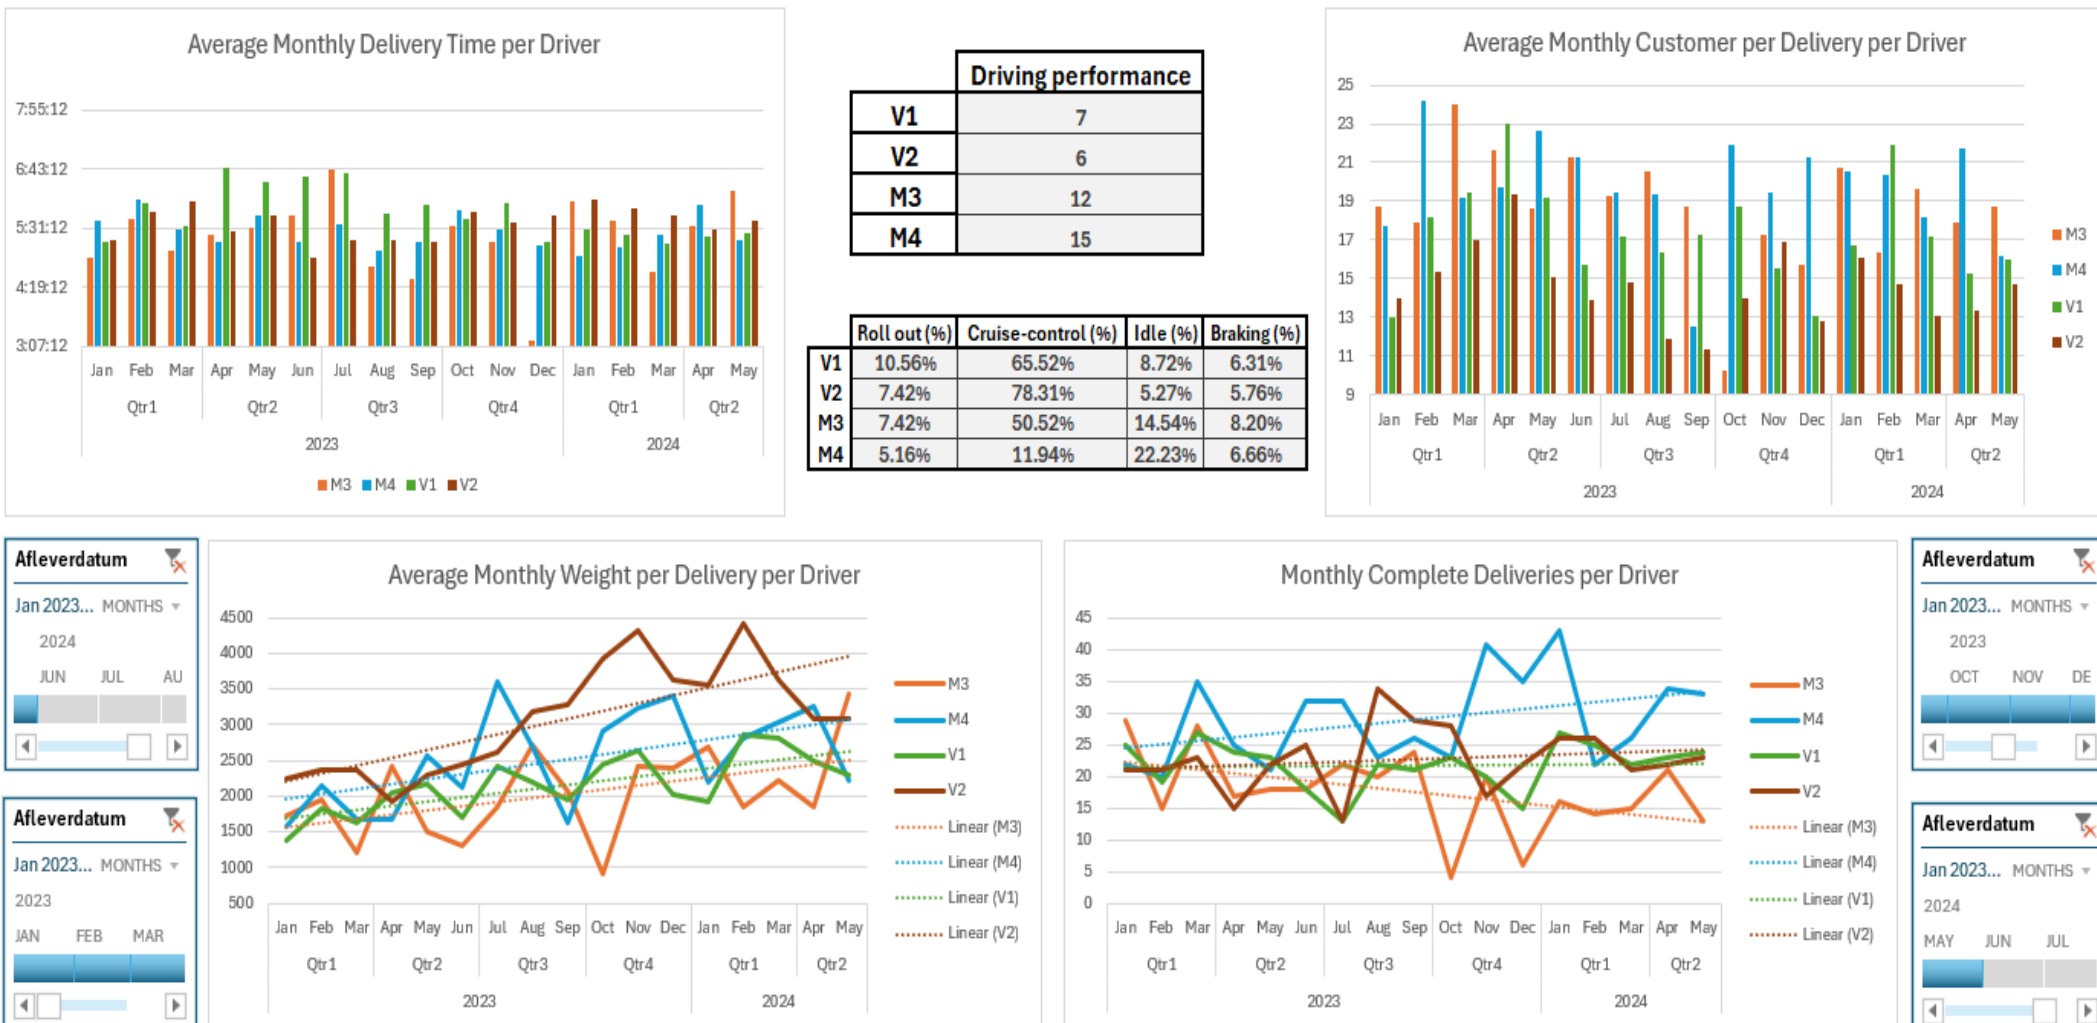 Average Monthly Delivery Time per Driver
7:55:12
6:43:12
5:31:12
4:19:12
3:07:12
Jan Feb Mar Apr May Jun Jul Aug Sep Oct Nov Dec Jan Feb Mar Apr May
Qtr1 Qtr2 Qtr3 Qtr4 Qtr1 Qtr2
2023 2024
M3 M4 V1 V2
Driving performance
V1 7
V2 6
M3 12
M4 15
Roll out (%) Cruise-control (%) Idle (%) Braking (%)
V1 10.56% 65.52% 8.72% 6.31%
V2 7.42% 78.31% 5.27% 5.76%
M3 7.42% 50.52% 14.54% 8.20%
M4 5.16% 11.94% 22.23% 6.66%
Average Monthly Customer per Delivery per Driver
25
23
21
19
17
15
13
11
9
Jan Feb Mar Apr May Jun Jul Aug Sep Oct Nov Dec Jan Feb Mar Apr May
Qtr1 Qtr2 Qtr3 Qtr4 Qtr1 Qtr2
2023 2024
M3
M4
V1
V2
Afleverdatum
Jan 2023... MONTHS
2024
JUN JUL AU
Afleverdatum
Jan 2023... MONTHS
2023
JAN FEB MAR
Average Monthly Weight per Delivery per Driver
4500
4000
3500
3000
2500
2000
1500
1000
500
Jan Feb Mar Apr May Jun Jul Aug Sep Oct Nov Dec Jan Feb Mar Apr May
Qtr1 Qtr2 Qtr3 Qtr4 Qtr1 Qtr2
2023 2024
M3
M4
V1
V2
Linear (M3)
Linear (M4)
Linear (V1)
Linear (V2)
Monthly Complete Deliveries per Driver
45
40
35
30
25
20
15
10
5
0
Jan Feb Mar Apr May Jun Jul Aug Sep Oct Nov Dec Jan Feb Mar Apr May
Qtr1 Qtr2 Qtr3 Qtr4 Qtr1 Qtr2
2023 2024
M3
M4
V1
V2
Linear (M3)
Linear (M4)
Linear (V1)
Linear (V2)
Afleverdatum
Jan 2023... MONTHS
2023
OCT NOV DE
Afleverdatum
Jan 2023... MONTHS
2024
MAY JUN JUL